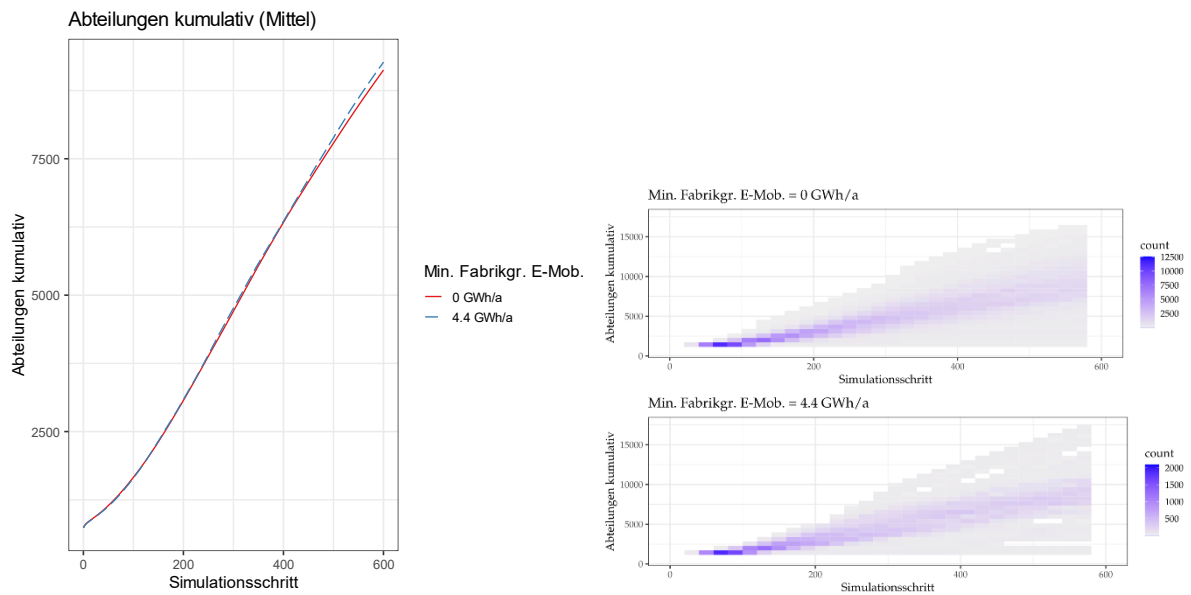 Abteilungen kumulativ (Mittel)
Abteilungen kumulativ
7500
5000
2500
0
200
400
600
Simulationsschritt
Min. Fabrikgr. E-Mob.
0 GWh/a
4.4 GWh/a
Min. Fabrikgr. E-Mob. = 0 GWh/a
Abteilungen kumulativ
15000
10000
5000
0
0
200
400
600
Simulationsschritt
count
12500
10000
7500
5000
2500
Min. Fabrikgr. E-Mob. = 4.4 GWh/a
Abteilungen kumulativ
15000
10000
5000
0
0
200
400
600
Simulationsschritt
count
2000
1500
1000
500